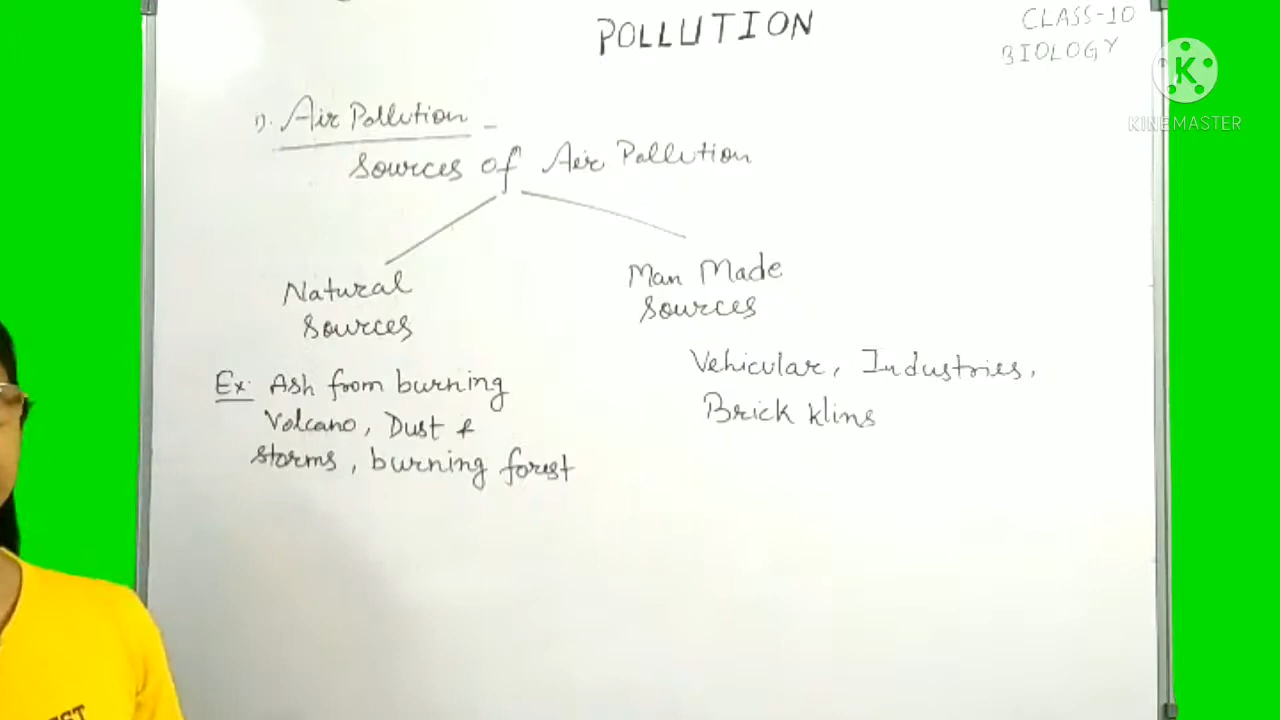 POLLUTION
CLASS-10
BIOLOGY
K
KINEMASTER
1). Air Pollution -
Sources of Air Pollution
Natural
Sources
Man Made
Sources
Ex: Ash from burning
Volcano, Dust &
storms, burning forest
Vehicular, Industries,
Brick klins
EST